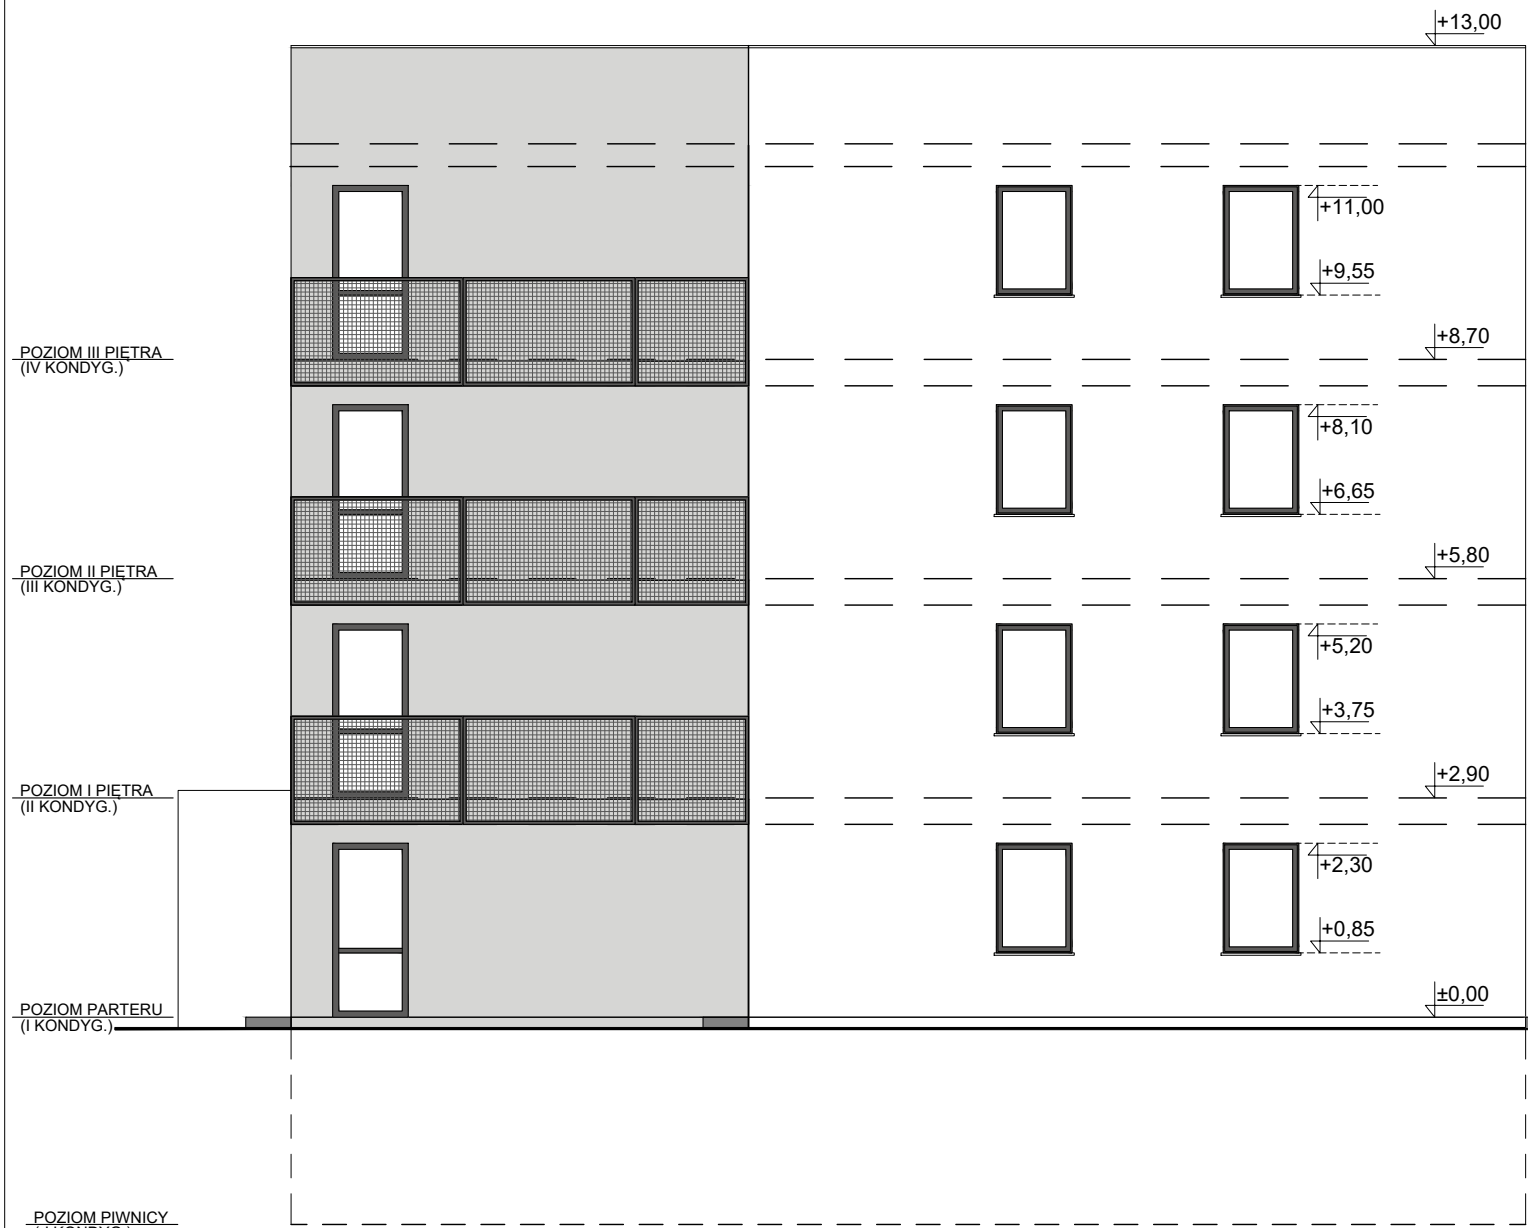 +13,00
+11,00
+9,55
+8,70
POZIOM III PIĘTRA
(IV KONDYG.)
+8,10
+6,65
+5,80
POZIOM II PIĘTRA
(III KONDYG.)
+5,20
+3,75
+2,90
POZIOM I PIĘTRA
(II KONDYG.)
+2,30
+0,85
±0,00
POZIOM PARTERU
(I KONDYG.)
POZIOM PIWNICY